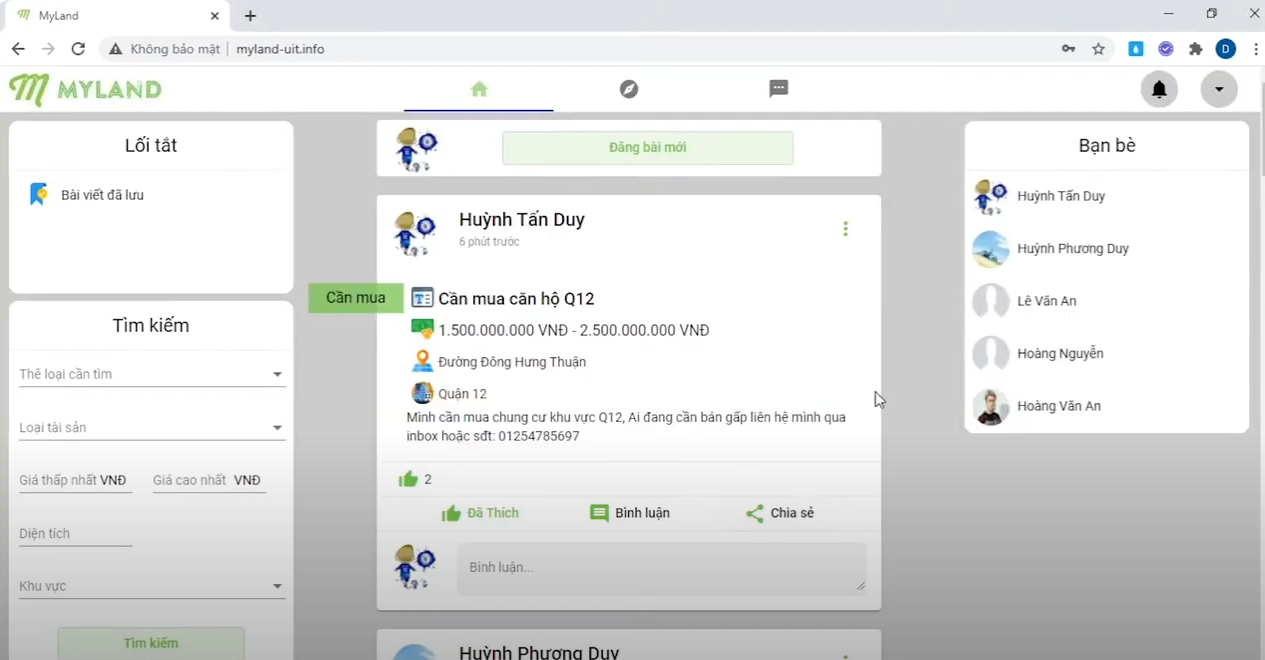 MyLand
Không bảo mật
myland-uit.info
D
MYLAND
Lối tắt
Bài viết đã lưu
Tìm kiếm
Thể loại cần tìm
Loại tài sản
Giá thấp nhất VNĐ
Giá cao nhất VNĐ
Diện tích
Khu vực
Tìm kiếm
Đăng bài mới
Huỳnh Tấn Duy
6 phút trước
Cần mua
Cần mua căn hộ Q12
1.500.000.000 VNĐ - 2.500.000.000 VNĐ
Đường Đông Hưng Thuận
Quận 12
Mình cần mua chung cư khu vực Q12, Ai đang cần bán gấp liên hệ mình qua
inbox hoặc sđt: 01254785697
2
Đã Thích
Bình luận
Chia sẻ
Bình luận...
Huỳnh Phương Duy
Bạn bè
Huỳnh Tấn Duy
Huỳnh Phương Duy
Lê Văn An
Hoàng Nguyễn
Hoàng Văn An